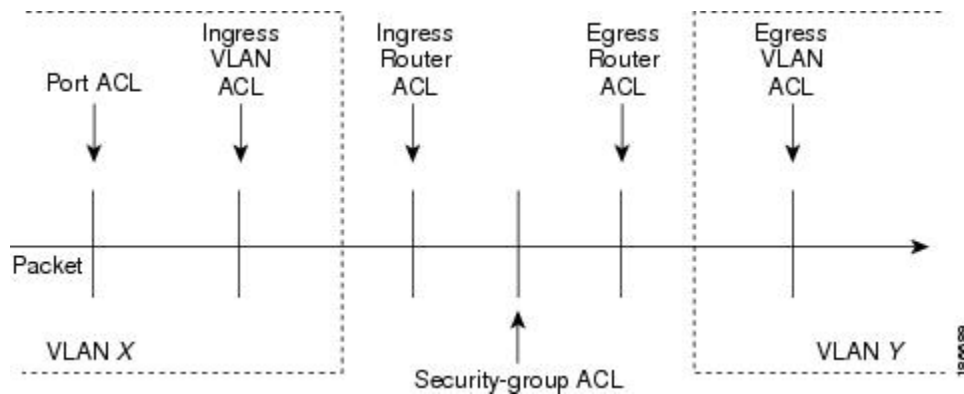 Port ACL
Ingress
VLAN
ACL
Ingress
Router
ACL
Egress
Router
ACL
Egress
VLAN
ACL
Packet
VLAN X
VLAN Y
Security-group ACL